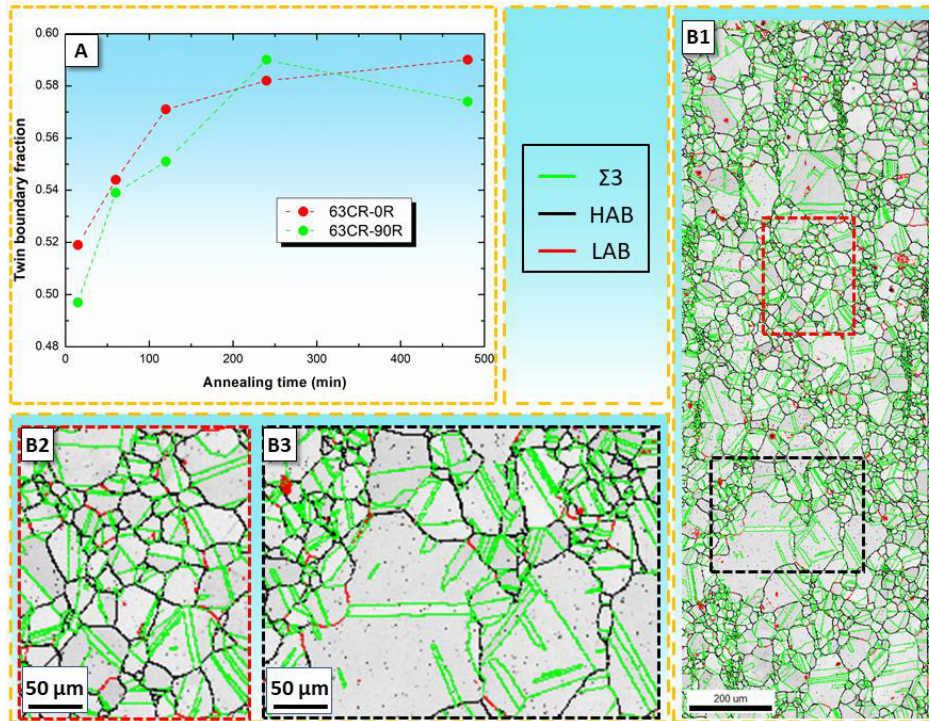 A
0.60
0.58
0.56
0.54
0.52
0.50
0.48
Twin boundary fraction
63CR-0R
63CR-90R
0
100
200
300
400
500
Annealing time (min)
Σ3
HAB
LAB
B1
200 um
B2
50 µm
B3
50 µm